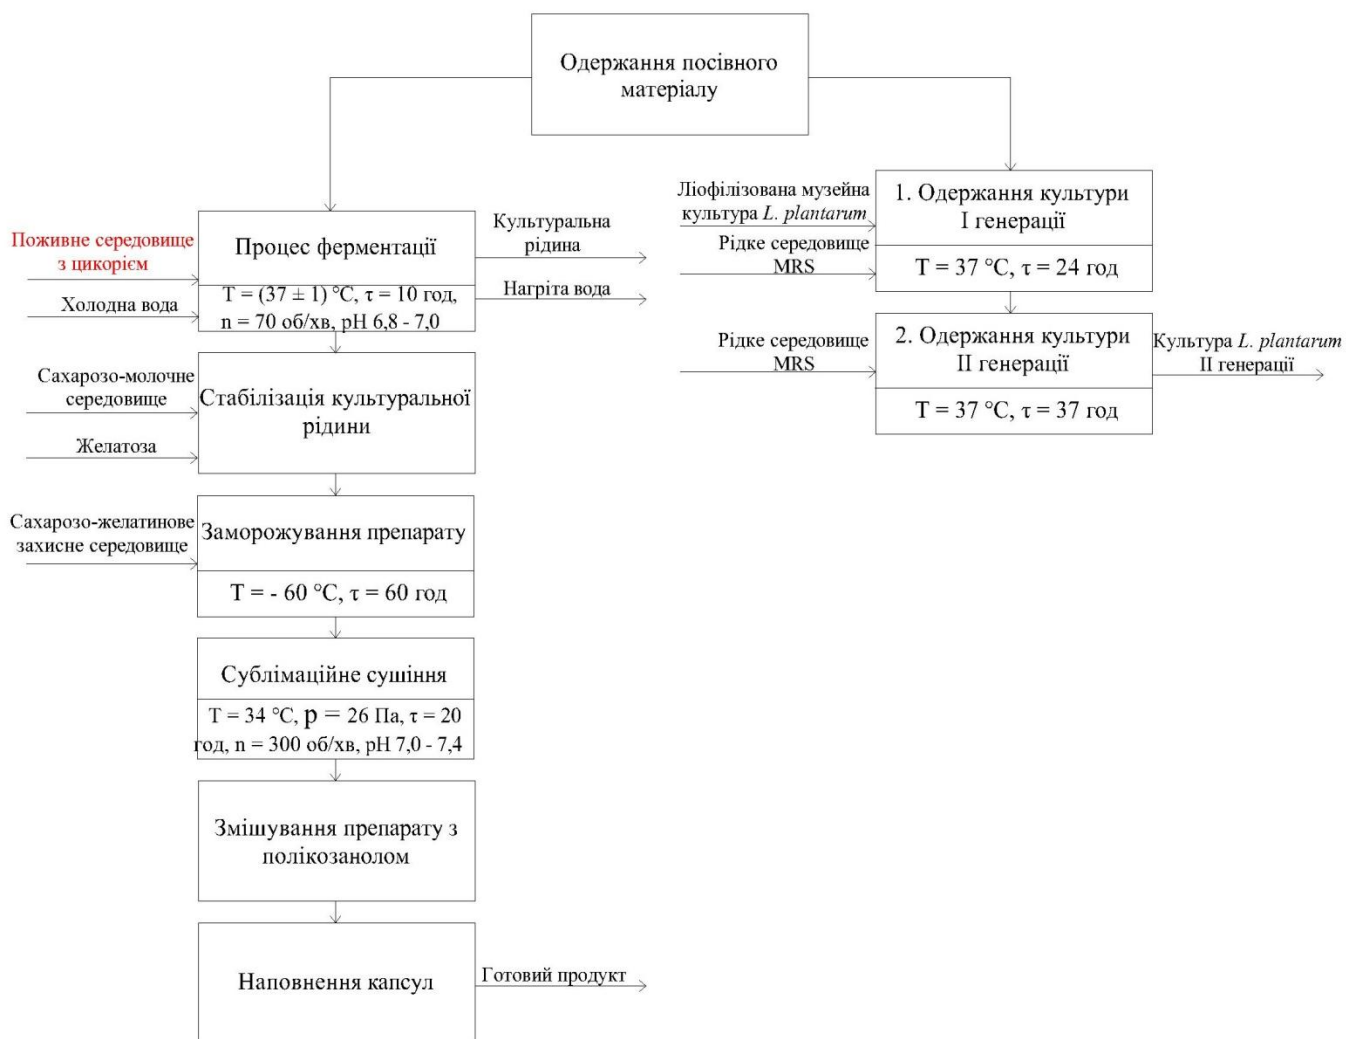 Одержання посівного
матеріалу
Поживне середовище
з цикорієм
Холодна вода
Процес ферментації
T = (37 ± 1) °C, τ = 10 год,
n = 70 об/хв, pH 6,8 - 7,0
Культуральна
рідина
Нагріта вода
Сахарозо-молочне
середовище
Желатоза
Стабілізація культуральної
рідини
Сахарозо-желатинове
захисне середовище
Заморожування препарату
T = - 60 °C, τ = 60 год
Сублімаційне сушіння
T = 34 °C, p = 26 Па, τ = 20
год, n = 300 об/хв, pH 7,0 - 7,4
Змішування препарату з
полікозанолом
Наповнення капсул
Готовий продукт
Ліофілізована музейна
культура L. plantarum
Рідке середовище
MRS
1. Одержання культури
I генерації
T = 37 °C, τ = 24 год
Рідке середовище
MRS
2. Одержання культури
II генерації
T = 37 °C, τ = 37 год
Культура L. plantarum
II генерації